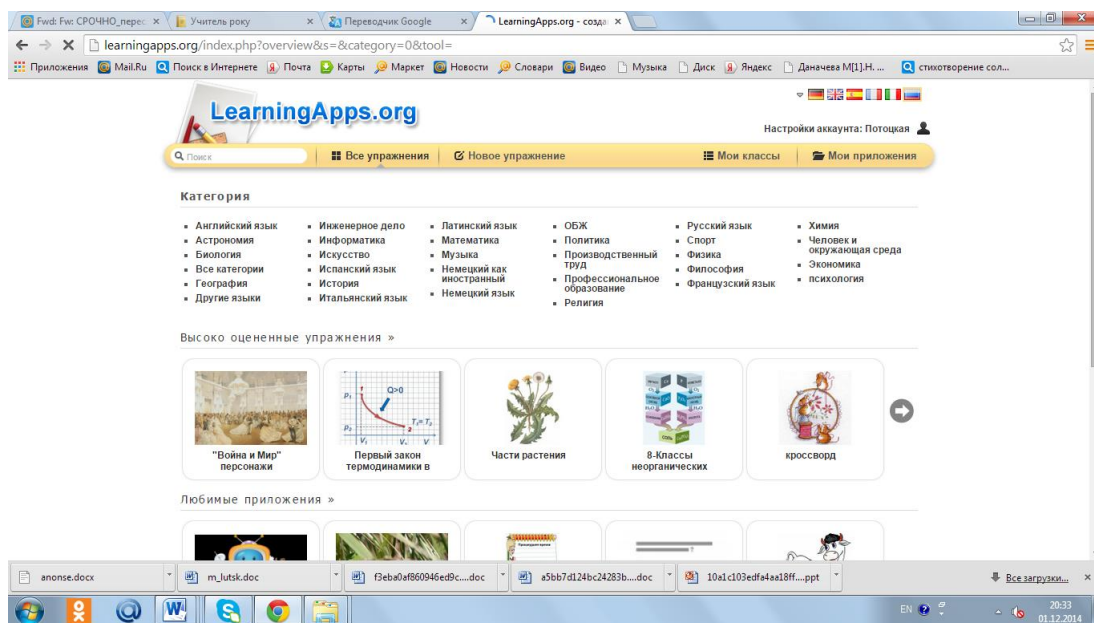 Fwd: Fw: СРОЧНО_перес
Учитель року
Переводчик Google
LearningApps.org - созда
learningapps.org/index.php?overview&s=&category=0&tool=
Приложения Mail.Ru Поиск в Интернете Почта Карты Маркет Новости Словари Видео Музыка Диск Яндекс Даначева М[1].Н. ... стихотворение сол...
LearningApps.org
Настройки аккаунта: Потоцкая
Поиск Все упражнения Новое упражнение Мои классы Мои приложения
Категория
Английский язык
Астрономия
Биология
Все категории
География
Другие языки
Инженерное дело
Информатика
Искусство
Испанский язык
История
Итальянский язык
Латинский язык
Математика
Музыка
Немецкий как
иностранный
Немецкий язык
ОБЖ
Политика
Производственный
труд
Профессиональное
образование
Религия
Русский язык
Спорт
Физика
Философия
Французский язык
Химия
Человек и
окружающая среда
Экономика
психология
Высоко оцененные упражнения »
Q>0
"Война и Мир"
персонажи
Первый закон
термодинамики в
Части растения
8-Классы
неорганических
кроссворд
Любимые приложения »
anonse.docx m_lutsk.doc f3eba0af860946ed9c....doc a5bb7d124bc24283b....doc 10a1c103edfa4aa18ff....ppt Все загрузки...
EN
20:33
01.12.2014